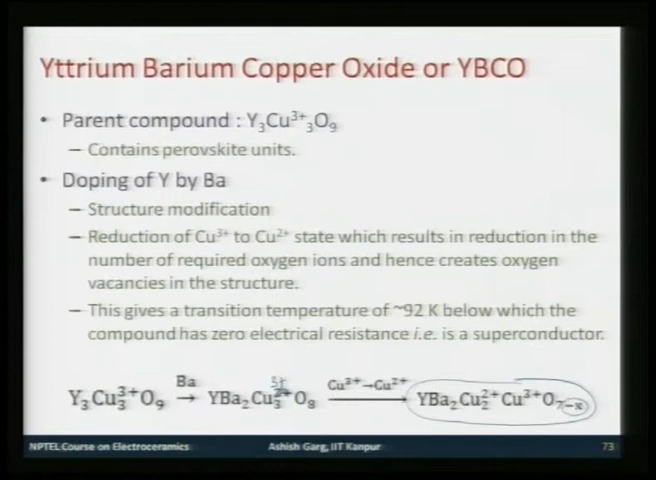 Yttrium Barium Copper Oxide or YBCO
• Parent compound : Y₃Cu³⁺₃O₉
– Contains perovskite units.
• Doping of Y by Ba
– Structure modification
– Reduction of Cu³⁺ to Cu²⁺ state which results in reduction in the
number of required oxygen ions and hence creates oxygen
vacancies in the structure.
– This gives a transition temperature of ~92 K below which the
compound has zero electrical resistance i.e. is a superconductor.
Y₃Cu₃³⁺O₉ Ba → YBa₂Cu₃O₈ Cu³⁺→Cu²⁺ → YBa₂Cu₂²⁺Cu³⁺O₇₋ₓ
NPTEL Course on Electroceramics Ashish Garg, IIT Kanpur 73